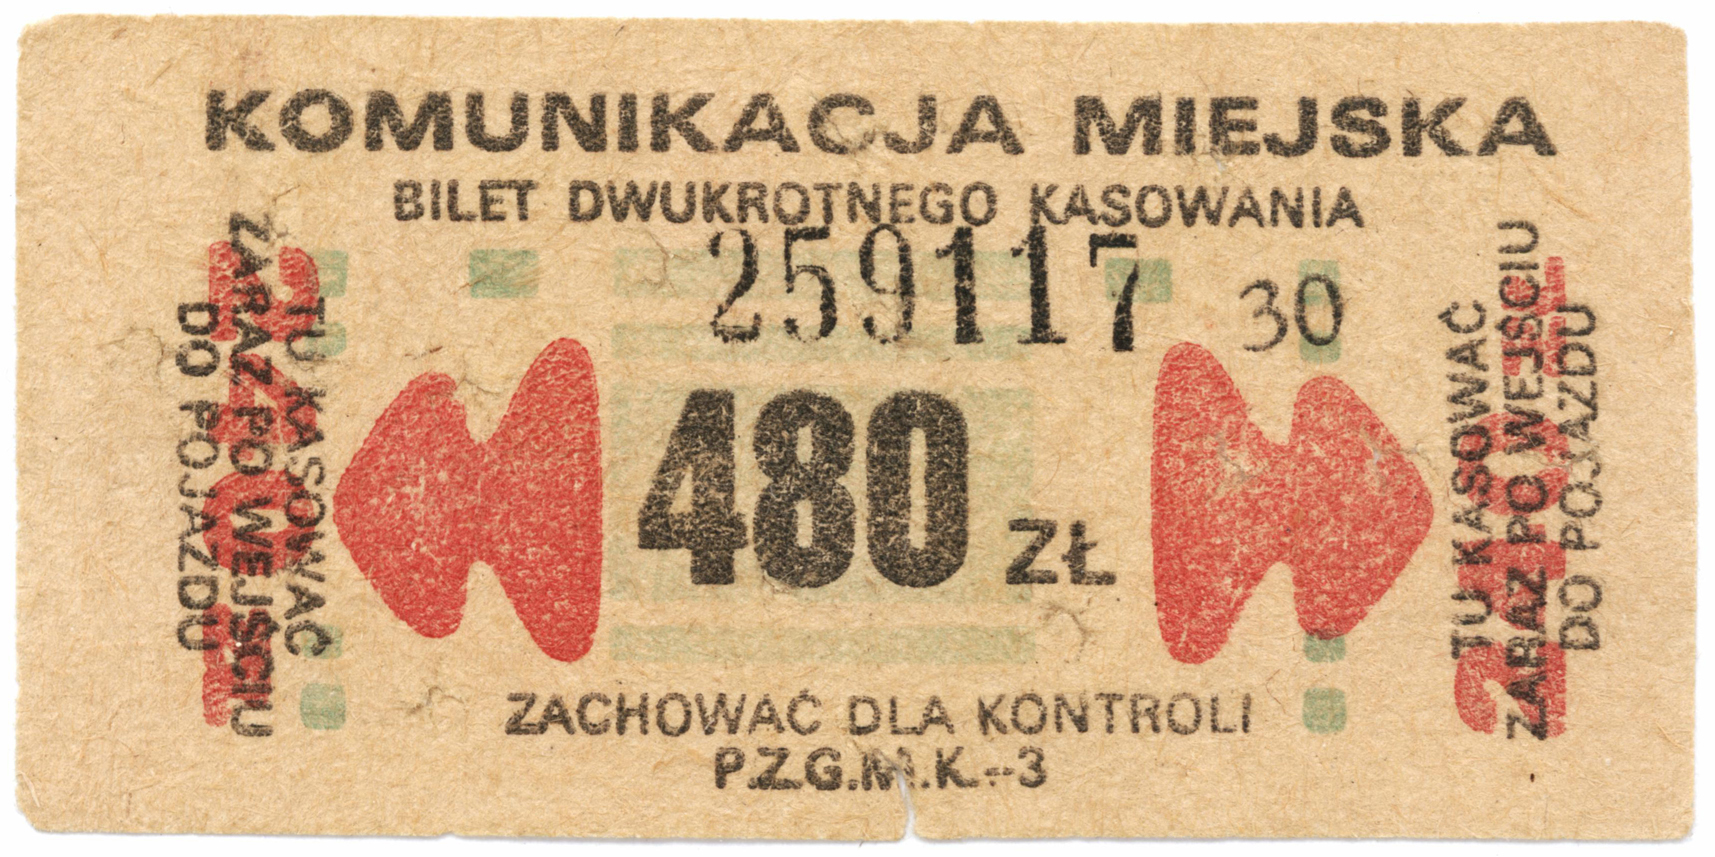 KOMUNIKACJA MIEJSKA
BILET DWUKROTNEGO KASOWANIA
259117 30
480 ZŁ
ZACHOWAĆ DLA KONTROLI
P.Z.G.M.K.-3
TU KASOWAĆ
ZARAZ PO WEJŚCIU
DO POJAZDU
TU KASOWAĆ
ZARAZ PO WEJŚCIU
DO POJAZDU